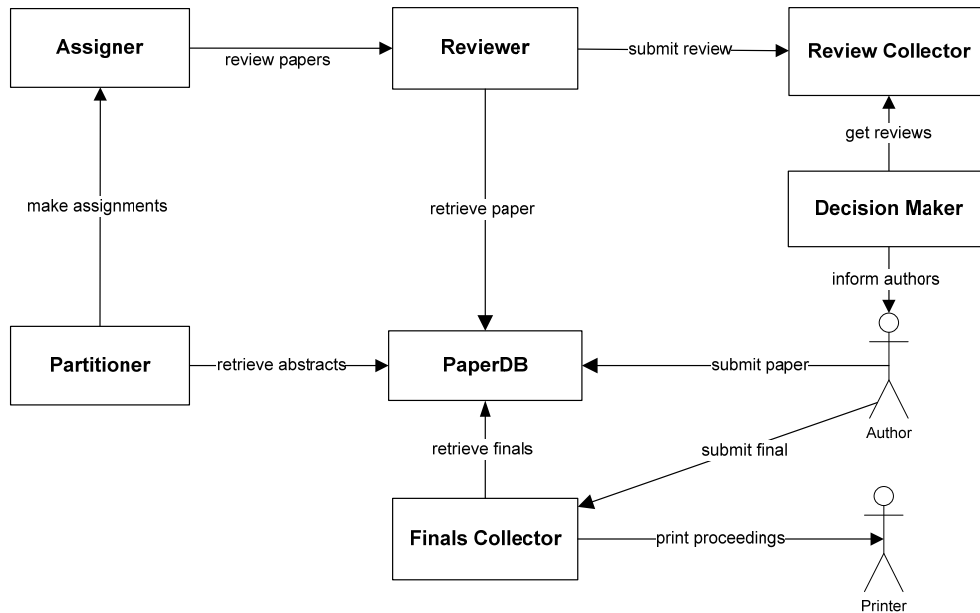 Assigner
review papers
Reviewer
submit review
Review Collector
get reviews
make assignments
retrieve paper
Decision Maker
inform authors
Partitioner
retrieve abstracts
PaperDB
submit paper
Author
retrieve finals
submit final
Finals Collector
print proceedings
Printer